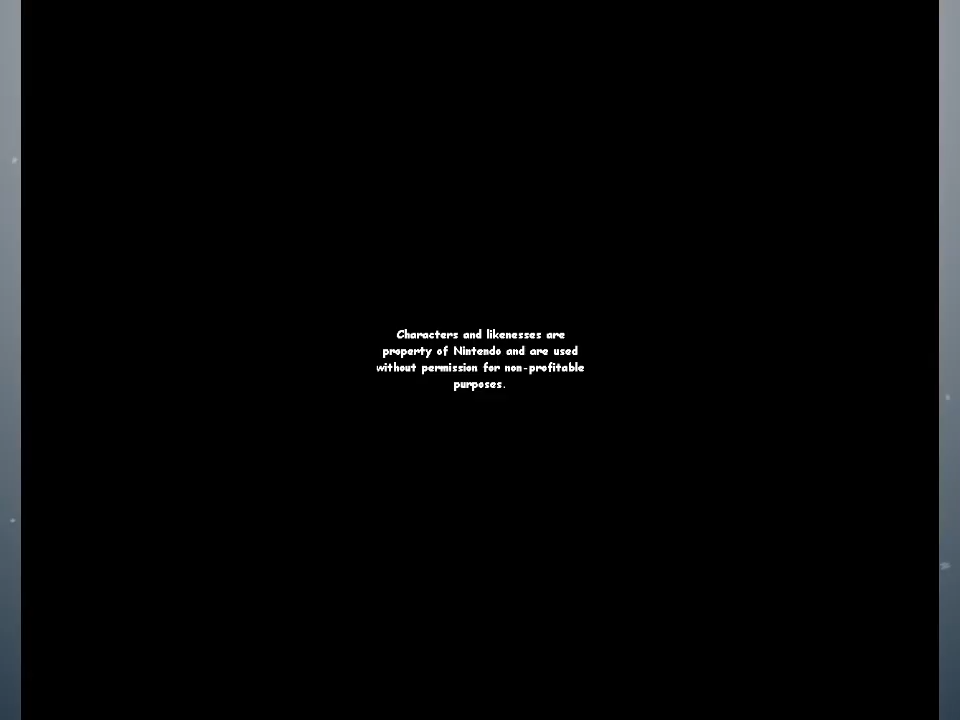 Characters and likenesses are
property of Nintendo and are used
without permission for non-profitable
purposes.